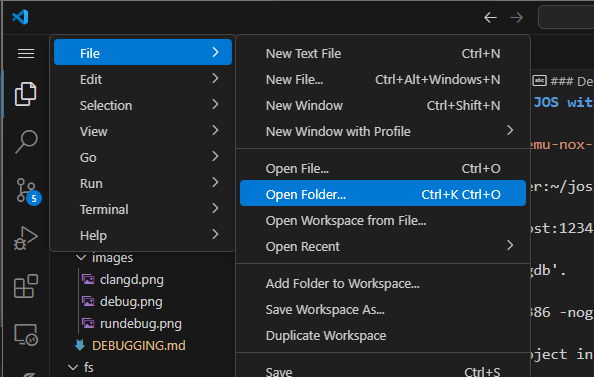 File
Edit
Selection
View
Go
Run
Terminal
Help
New Text File Ctrl+N
New File... Ctrl+Alt+Windows+N
New Window Ctrl+Shift+N
New Window with Profile
Open File... Ctrl+O
Open Folder... Ctrl+K Ctrl+O
Open Workspace from File...
Open Recent
Add Folder to Workspace...
Save Workspace As...
Duplicate Workspace
Save Ctrl+S
5
images
clangd.png
debug.png
rundebug.png
DEBUGGING.md
fs
abc ### De
JOS wit
emu-nox-
er:~/jos
ost:1234
gdb'.
386 -nog
oject in